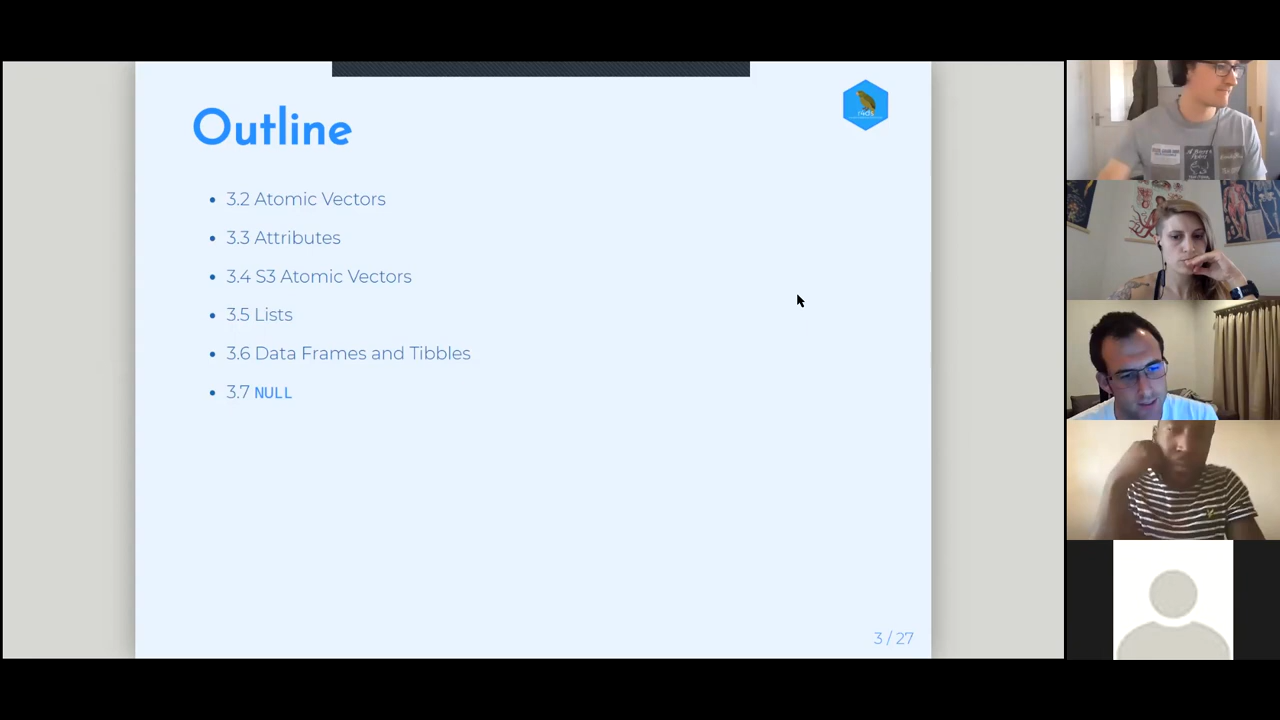 Outline
r4ds
3.2 Atomic Vectors
3.3 Attributes
3.4 S3 Atomic Vectors
3.5 Lists
3.6 Data Frames and Tibbles
3.7 NULL
3 / 27